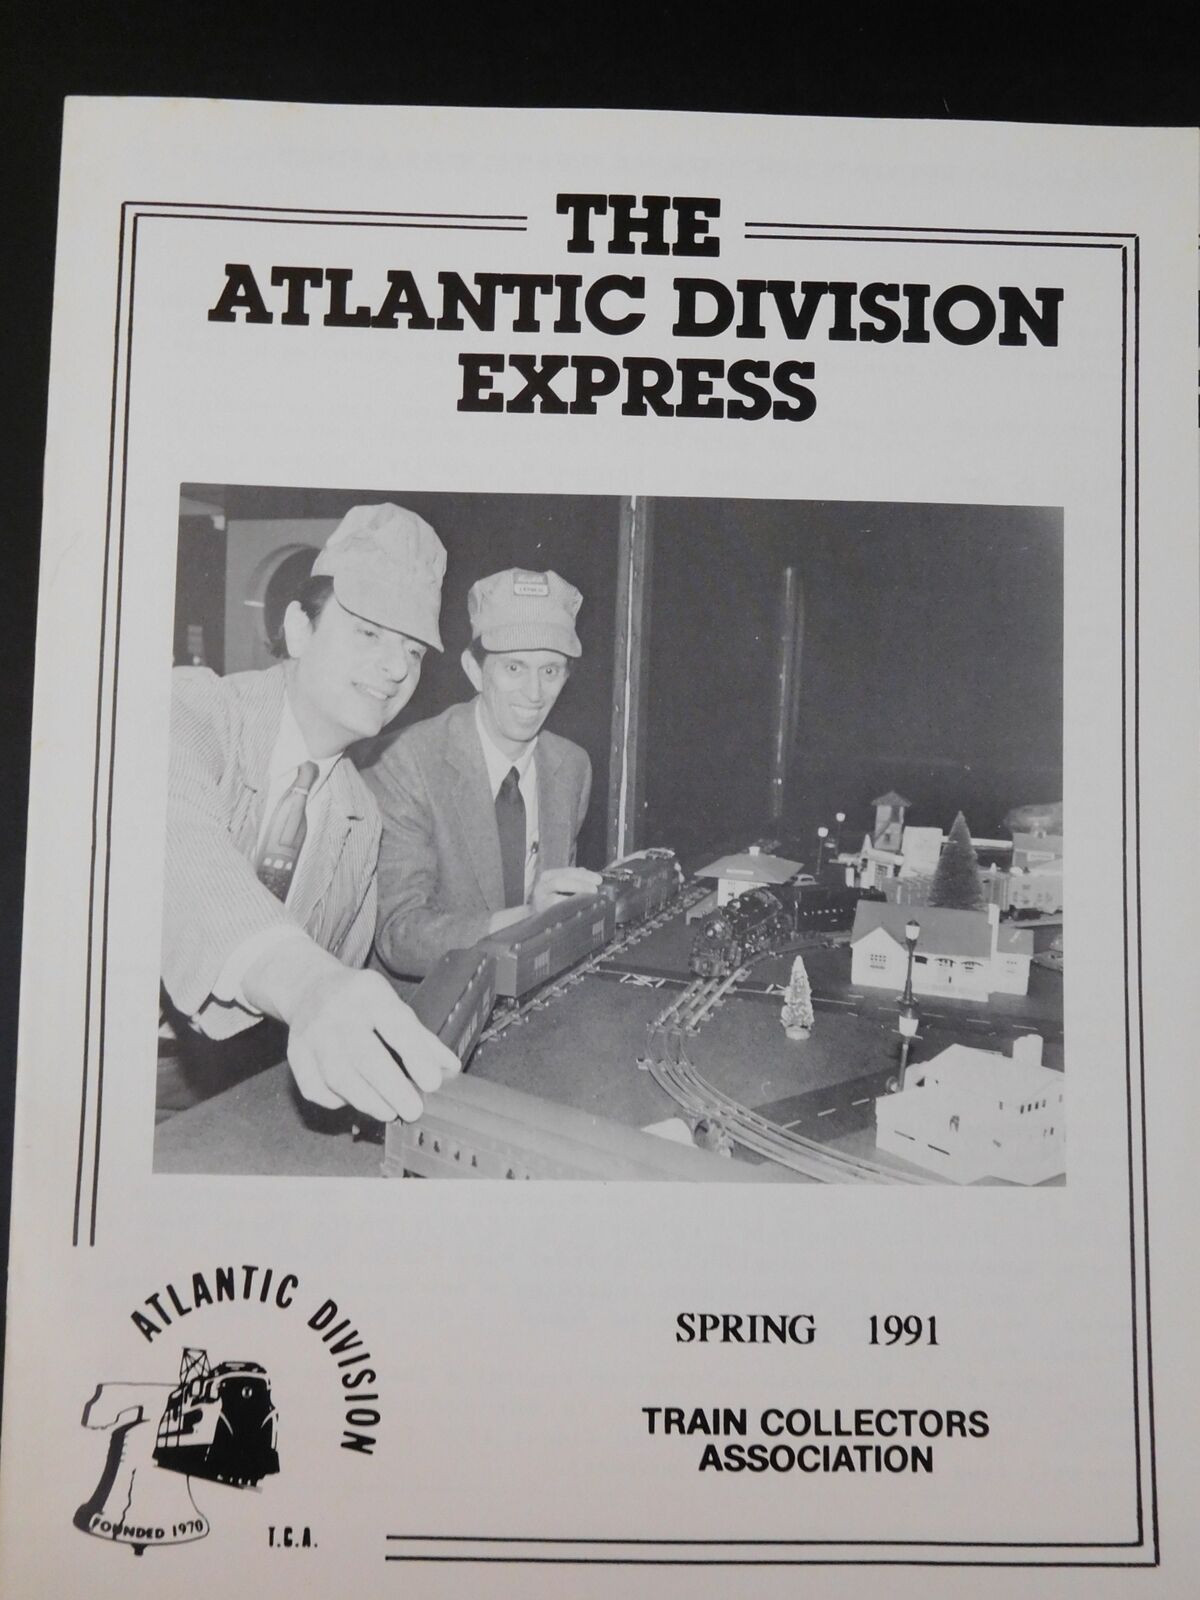 THE
ATLANTIC DIVISION
EXPRESS
ATLANTIC DIVISION
FOUNDED 1970
T.C.A.
SPRING 1991
TRAIN COLLECTORS
ASSOCIATION